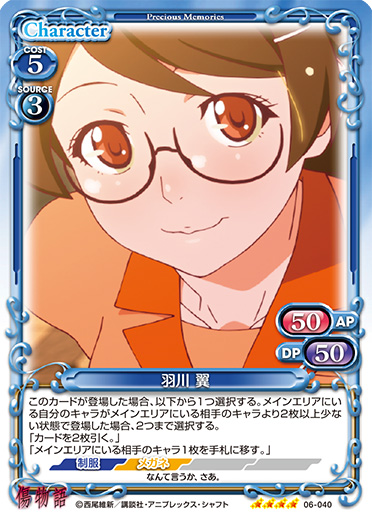 Precious Memories
Character
COST
5
SOURCE
3
50 AP
DP 50
羽川 翼
このカードが登場した場合、以下から1つ選択する。メインエリアにい
る自分のキャラがメインエリアにいる相手のキャラより2枚以上少な
い状態で登場した場合、2つまで選択する。
「カードを2枚引く。」
「メインエリアにいる相手のキャラ1枚を手札に移す。」
制服 メガネ
なんて言うか、さあ。
傷物語
©西尾維新/講談社・アニプレックス・シャフト
★★★★ 06-040